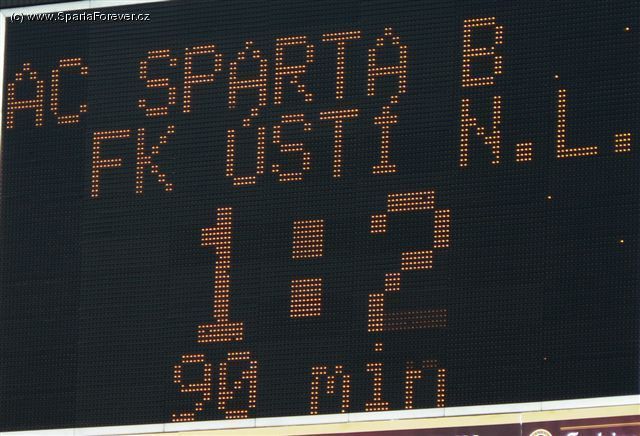 (c) www.SpartaForever.cz
AC SPARTA B
FK ÚSTÍ N.L.
1:2
90 min